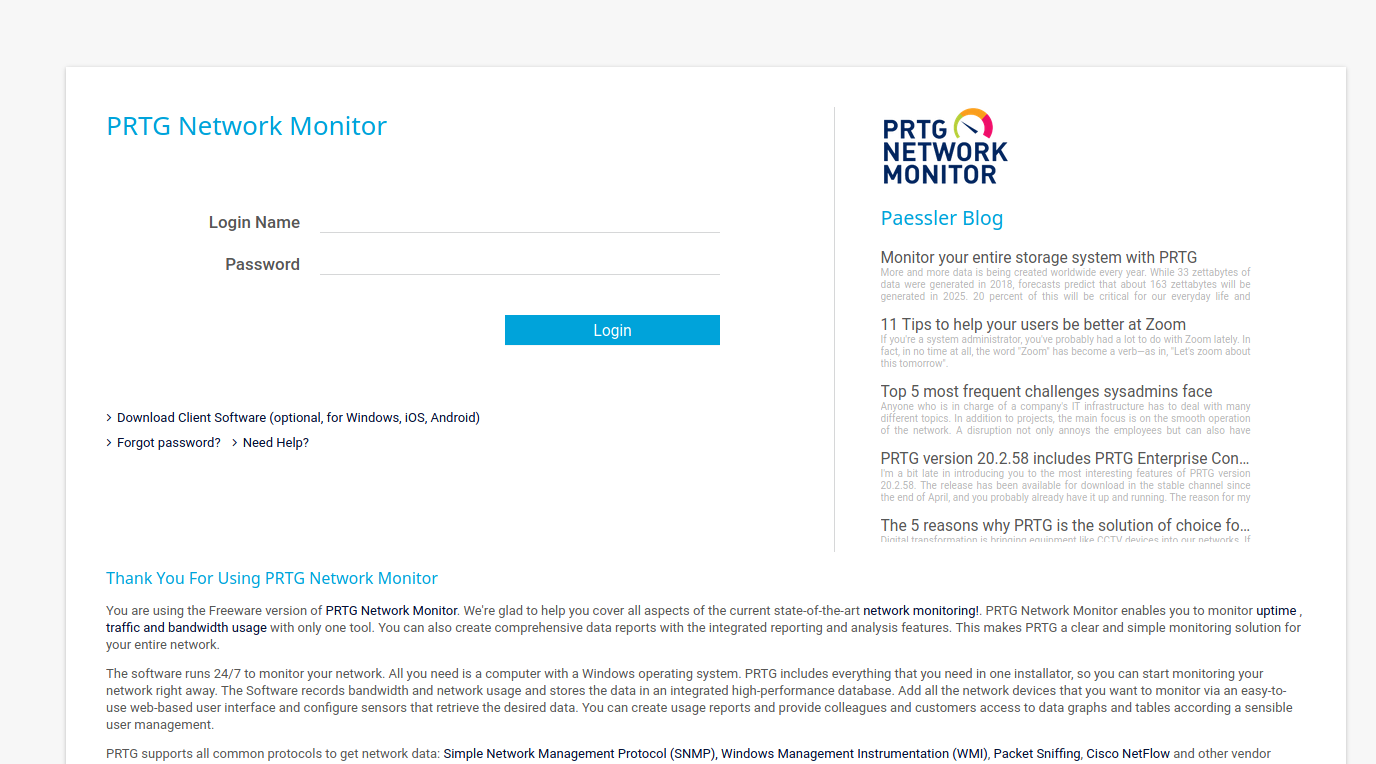 PRTG Network Monitor
Login Name
Password
Login
> Download Client Software (optional, for Windows, iOS, Android)
> Forgot password? > Need Help?
PRTG
NETWORK
MONITOR
Paessler Blog
Monitor your entire storage system with PRTG
More and more data is being created worldwide every year. While 33 zettabytes of
data were generated in 2018, forecasts predict that about 163 zettabytes will be
generated in 2025. 20 percent of this will be critical for our everyday life and
11 Tips to help your users be better at Zoom
If you're a system administrator, you've probably had a lot to do with Zoom lately. In
fact, in no time at all, the word "Zoom" has become a verb—as in, "Let's zoom about
this tomorrow".
Top 5 most frequent challenges sysadmins face
Anyone who is in charge of a company's IT infrastructure has to deal with many
different topics. In addition to projects, the main focus is on the smooth operation
of the network. A disruption not only annoys the employees but can also have
PRTG version 20.2.58 includes PRTG Enterprise Con...
I'm a bit late in introducing you to the most interesting features of PRTG version
20.2.58. The release has been available for download in the stable channel since
the end of April, and you probably already have it up and running. The reason for my
The 5 reasons why PRTG is the solution of choice fo...
Digital transformation is bringing equipment like CCTV devices into our networks. If
Thank You For Using PRTG Network Monitor
You are using the Freeware version of PRTG Network Monitor. We're glad to help you cover all aspects of the current state-of-the-art network monitoring!. PRTG Network Monitor enables you to monitor uptime ,
traffic and bandwidth usage with only one tool. You can also create comprehensive data reports with the integrated reporting and analysis features. This makes PRTG a clear and simple monitoring solution for
your entire network.
The software runs 24/7 to monitor your network. All you need is a computer with a Windows operating system. PRTG includes everything that you need in one installer, so you can start monitoring your
network right away. The Software records bandwidth and network usage and stores the data in an integrated high-performance database. Add all the network devices that you want to monitor via an easy-to-
use web-based user interface and configure sensors that retrieve the desired data. You can create usage reports and provide colleagues and customers access to data graphs and tables according a sensible
user management.
PRTG supports all common protocols to get network data: Simple Network Management Protocol (SNMP), Windows Management Instrumentation (WMI), Packet Sniffing, Cisco NetFlow and other vendor